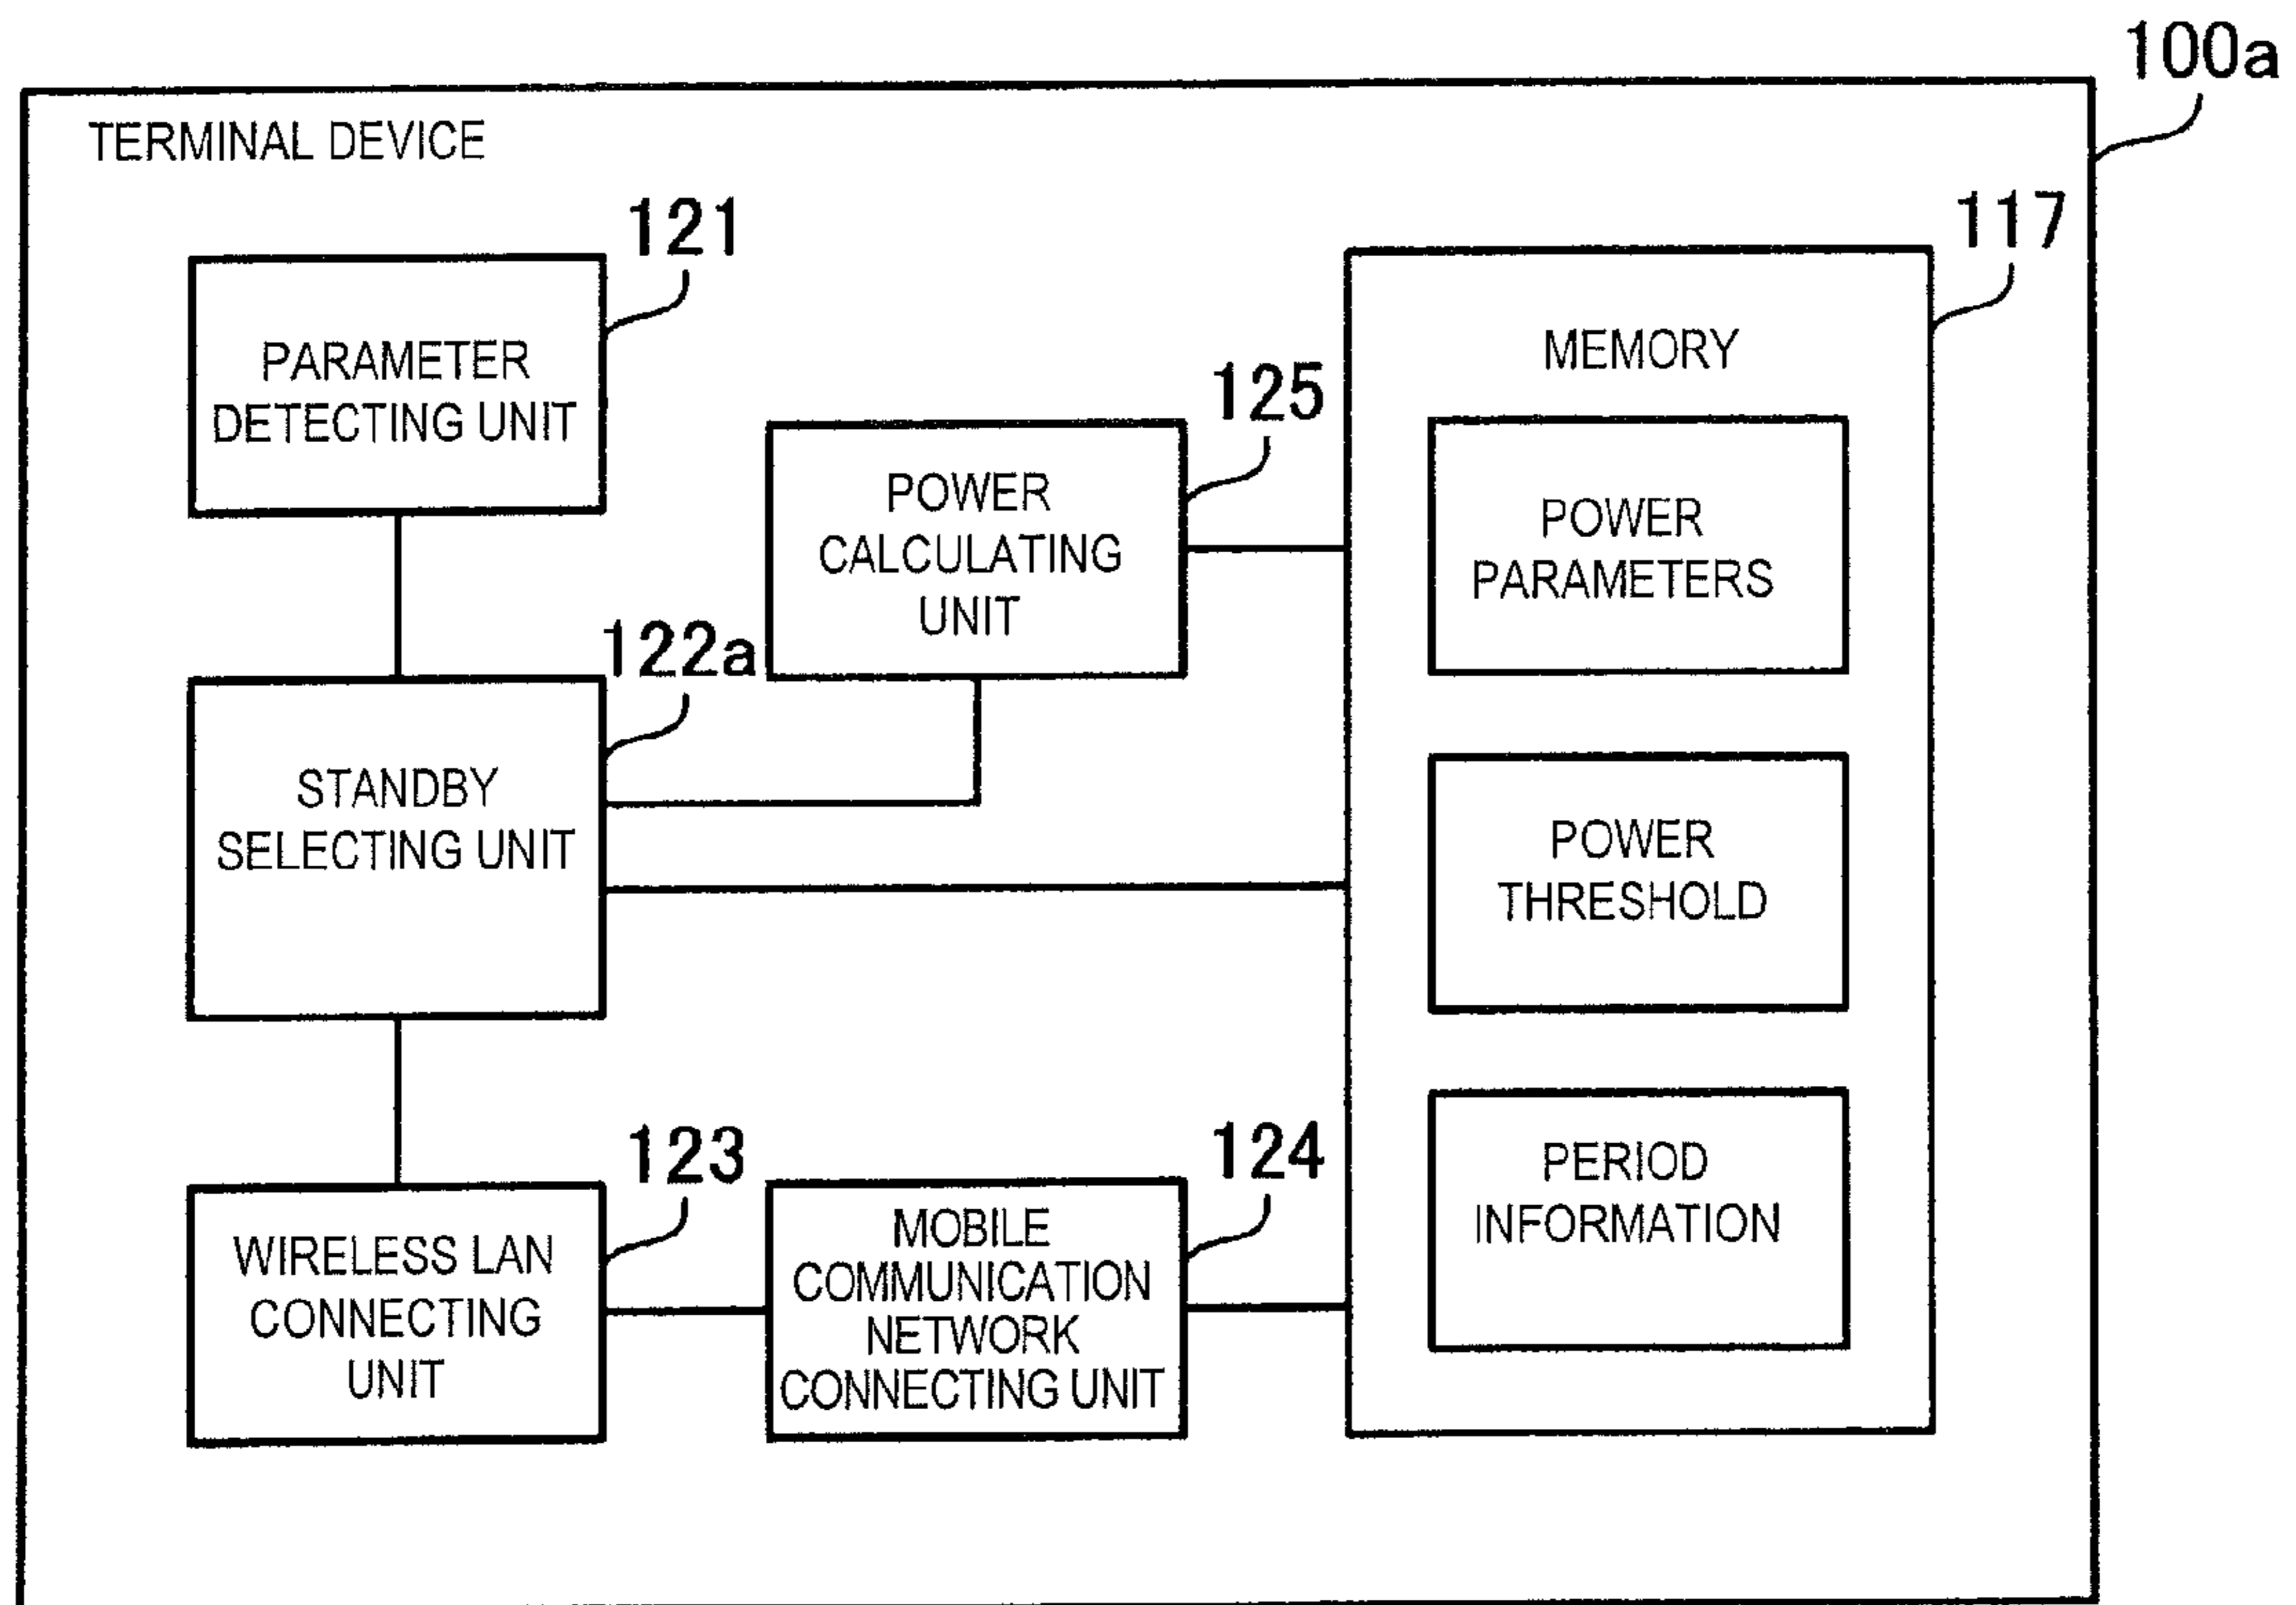 100a
TERMINAL DEVICE
121
PARAMETER
DETECTING UNIT
117
MEMORY
125
POWER
CALCULATING
UNIT
POWER
PARAMETERS
122a
STANDBY
SELECTING UNIT
POWER
THRESHOLD
123
WIRELESS LAN
CONNECTING
UNIT
124
MOBILE
COMMUNICATION
NETWORK
CONNECTING UNIT
PERIOD
INFORMATION